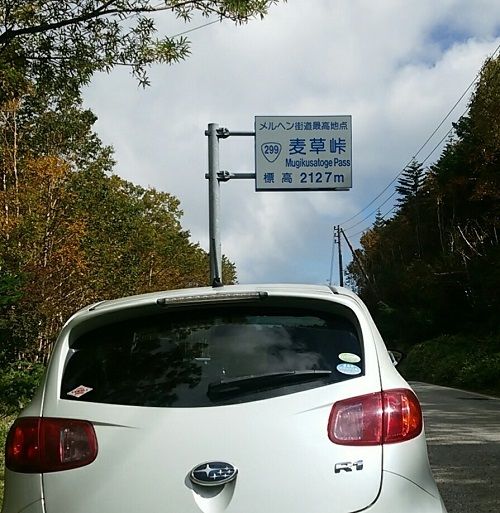 メルヘン街道最高地点
299
麦草峠
Mugikusatoge Pass
標高 2127m
R1